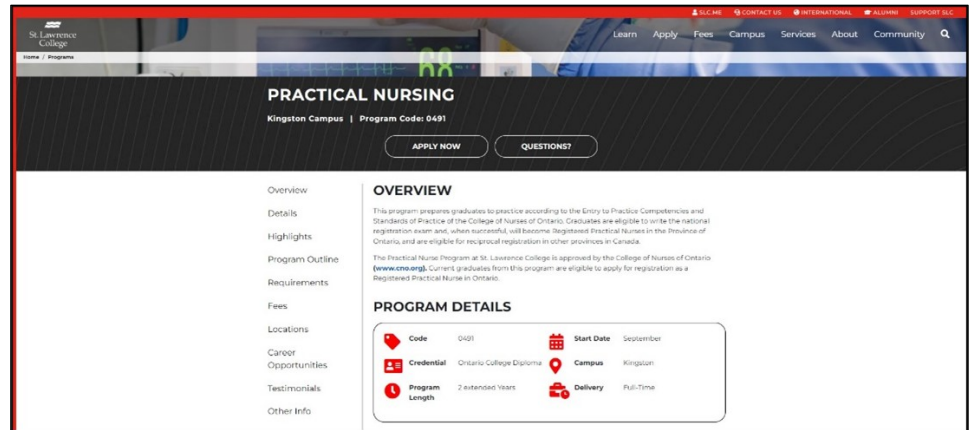 SLC.ME CONTACT US INTERNATIONAL ALUMNI SUPPORT SLC
St. Lawrence
College
Learn Apply Fees Campus Services About Community
Home / Programs
68
PRACTICAL NURSING
Kingston Campus | Program Code: 0491
APPLY NOW QUESTIONS?
Overview
Details
Highlights
Program Outline
Requirements
Fees
Locations
Career
Opportunities
Testimonials
Other Info
OVERVIEW
This program prepares graduates to practice according to the Entry to Practice Competencies and
Standards of Practice of the College of Nurses of Ontario. Graduates are eligible to write the national
registration exam and, when successful, will become Registered Practical Nurses in the Province of
Ontario, and are eligible for reciprocal registration in other provinces in Canada.
The Practical Nurse Program at St. Lawrence College is approved by the College of Nurses of Ontario
(www.cno.org). Current graduates from this program are eligible to apply for registration as a
Registered Practical Nurse in Ontario.
PROGRAM DETAILS
Code 0491 Start Date September
Credential Ontario College Diploma Campus Kingston
Program 2 extended Years Delivery Full-Time
Length